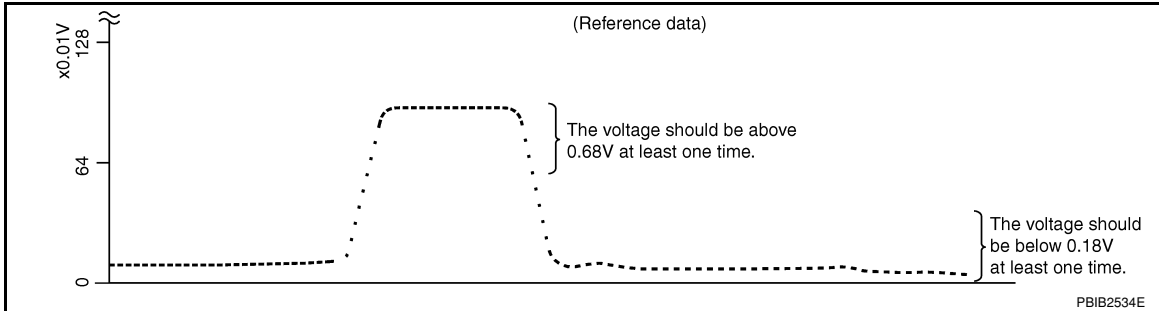 (Reference data)
x0.01V
128
64
0
The voltage should be above
0.68V at least one time.
The voltage should
be below 0.18V
at least one time.
PBIB2534E